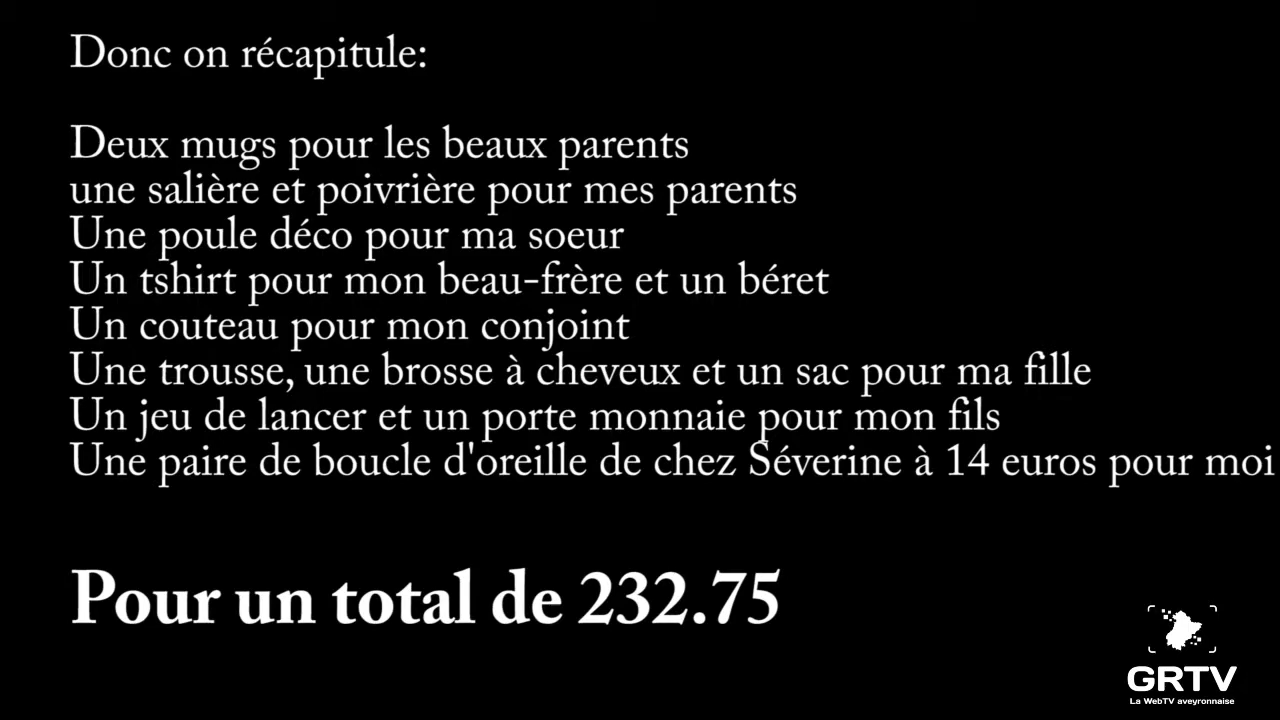 Donc on récapitule:
Deux mugs pour les beaux parents
une salière et poivrière pour mes parents
Une poule déco pour ma soeur
Un tshirt pour mon beau-frère et un béret
Un couteau pour mon conjoint
Une trousse, une brosse à cheveux et un sac pour ma fille
Un jeu de lancer et un porte monnaie pour mon fils
Une paire de boucle d'oreille de chez Séverine à 14 euros pour moi
Pour un total de 232.75
GRTV
La WebTV aveyronnaise